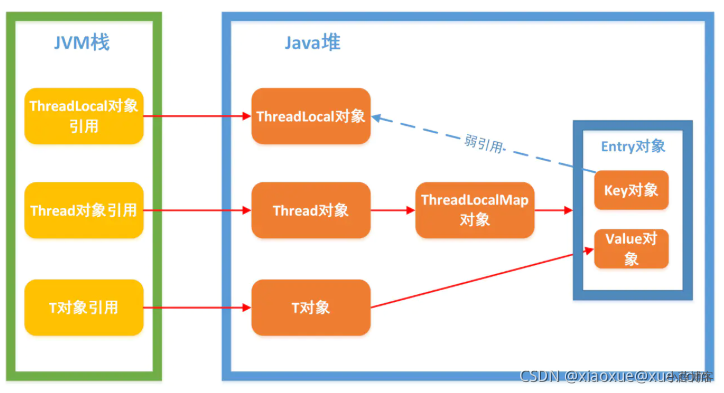 JVM栈
Java堆
ThreadLocal对象
引用
ThreadLocal对象
弱引用
Entry对象
Key对象
Thread对象引用
Thread对象
ThreadLocalMap
对象
Value对
象
T对象引用
T对象
CSDN @xiaoxue@xue.com